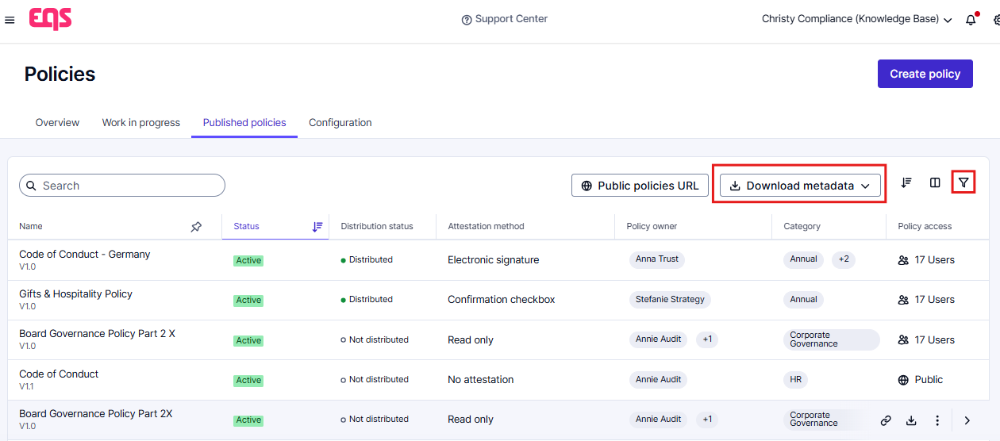 EQS
Support Center
Christy Compliance (Knowledge Base)
Policies
Create policy
Overview
Work in progress
Published policies
Configuration
Search
Public policies URL
Download metadata
Name
Status
Distribution status
Attestation method
Policy owner
Category
Policy access
Code of Conduct - Germany
V1.0
Active
Distributed
Electronic signature
Anna Trust
Annual
+2
17 Users
Gifts & Hospitality Policy
V1.0
Active
Distributed
Confirmation checkbox
Stefanie Strategy
Annual
17 Users
Board Governance Policy Part 2 X
V1.0
Active
Not distributed
Read only
Annie Audit
+1
Corporate
Governance
17 Users
Code of Conduct
V1.1
Active
Not distributed
No attestation
Annie Audit
HR
Public
Board Governance Policy Part 2X
V1.0
Active
Not distributed
Read only
Annie Audit
+1
Corporate
Governance